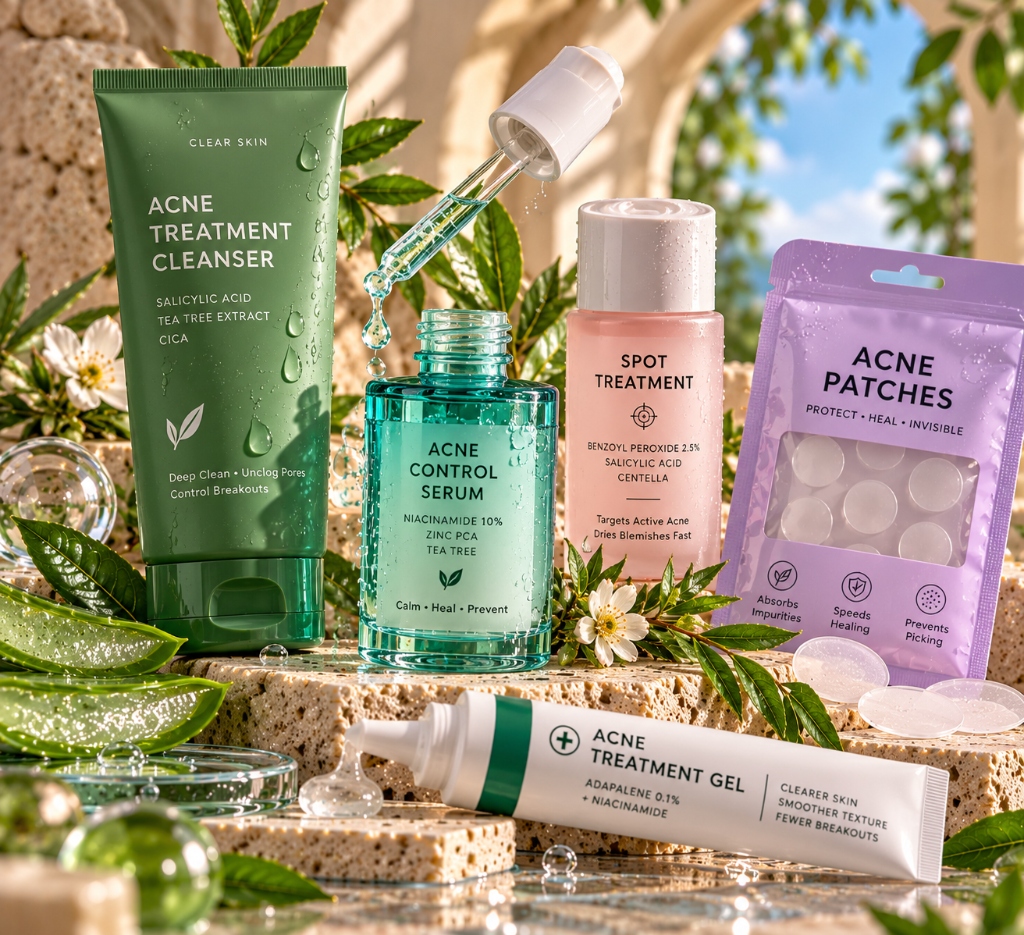 CLEAR SKIN
ACNE
TREATMENT
CLEANSER
SALICYLIC ACID
TEA TREE EXTRACT
CICA
Deep Clean • Unclog Pores
Control Breakouts
ACNE
CONTROL
SERUM
NIACINAMIDE 10%
ZINC PCA
TEA TREE
Calm • Heal • Prevent
SPOT
TREATMENT
BENZOYL PEROXIDE 2.5%
SALICYLIC ACID
CENTELLA
Targets Active Acne
Dries Blemishes Fast
ACNE
PATCHES
PROTECT • HEAL • INVISIBLE
Absorbs
Impurities
Speeds
Healing
Prevents
Picking
ACNE
TREATMENT GEL
ADAPALENE 0.1%
+ NIACINAMIDE
CLEARER SKIN
SMOOTHER TEXTURE
FEWER BREAKOUTS